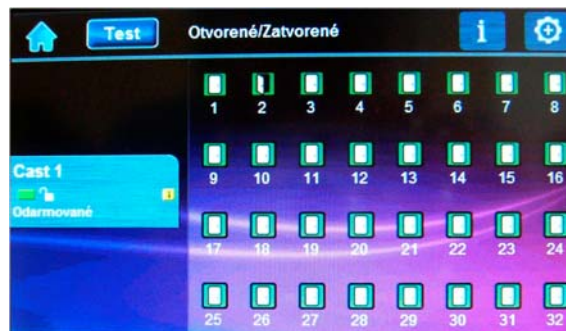 Test
Otvorené/Zatvorené
i
1 2 3 4 5 6 7 8
Cast 1
Odarmované
9 10 11 12 13 14 15 16
17 18 19 20 21 22 23 24
25 26 27 28 29 30 31 32